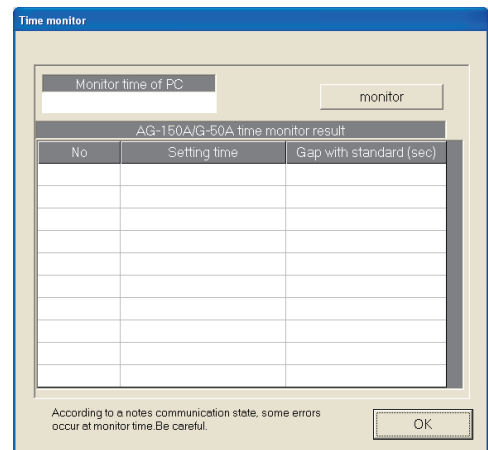 Time monitor
Monitor time of PC
monitor
AG-150A/G-50A time monitor result
No Setting time Gap with standard (sec)
According to a notes communication state, some errors
occur at monitor time.Be careful.
OK